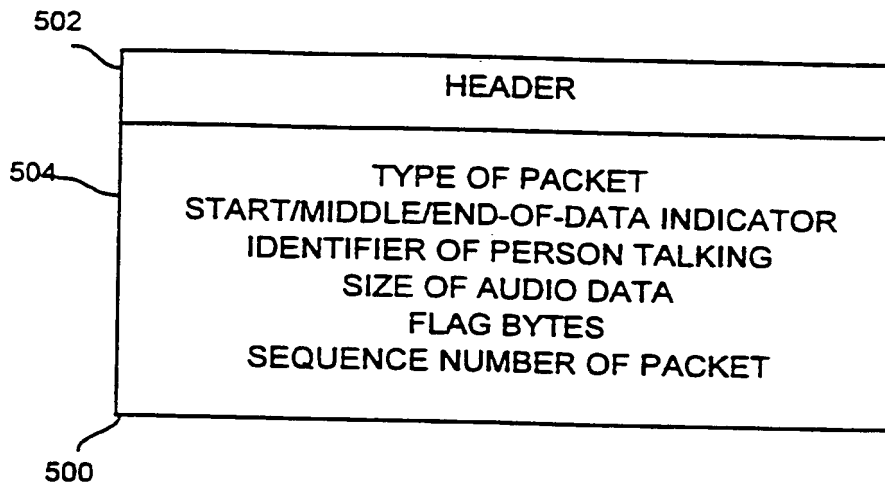 502
HEADER
504
TYPE OF PACKET
START/MIDDLE/END-OF-DATA INDICATOR
IDENTIFIER OF PERSON TALKING
SIZE OF AUDIO DATA
FLAG BYTES
SEQUENCE NUMBER OF PACKET
500